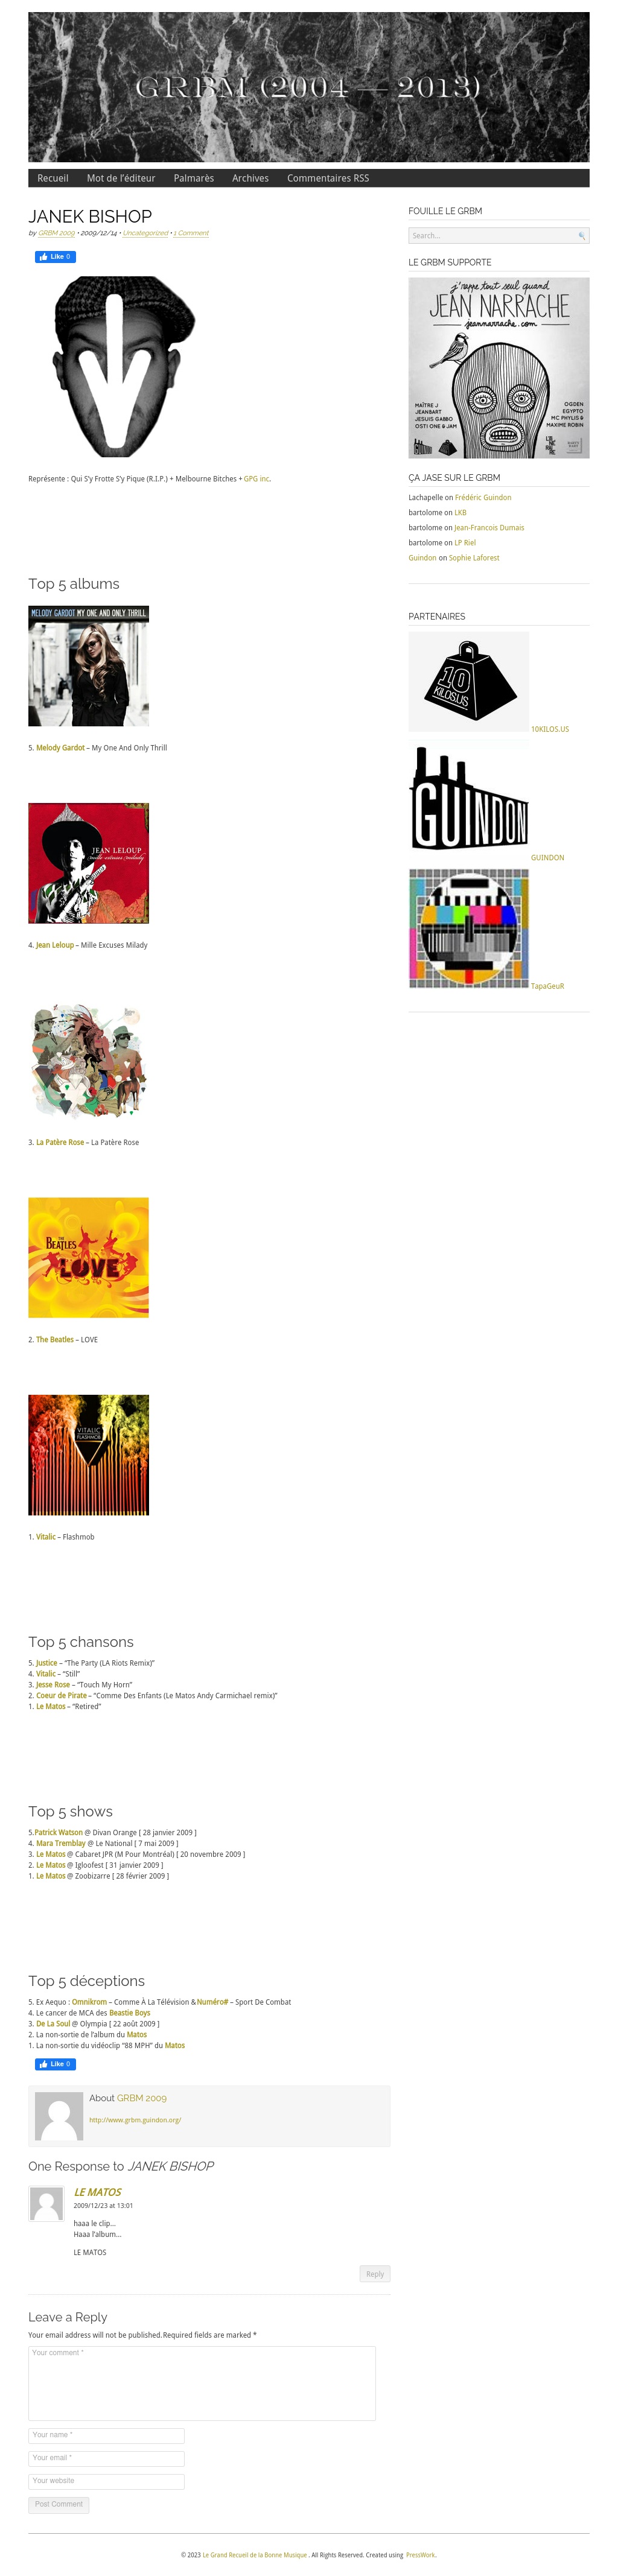 GRBM (2004 — 2013)
Recueil Mot de l'éditeur Palmarès Archives Commentaires RSS
JANEK BISHOP
by GRBM 2009 • 2009/12/14 • Uncategorized • 1 Comment
Like 0
Représente : Qui S'y Frotte S'y Pique (R.I.P.) + Melbourne Bitches + GPG inc.
Top 5 albums
MELODY GARDOT MY ONE AND ONLY THRILL
5. Melody Gardot – My One And Only Thrill
JEAN LELOUP
mille excuses milady
4. Jean Leloup – Mille Excuses Milady
3. La Patère Rose – La Patère Rose
THE BEATLES
LOVE
2. The Beatles – LOVE
VITALIC
FLASHMOB
1. Vitalic – Flashmob
Top 5 chansons
5. Justice – “The Party (LA Riots Remix)”
4. Vitalic – “Still”
3. Jesse Rose – “Touch My Horn”
2. Coeur de Pirate – “Comme Des Enfants (Le Matos Andy Carmichael remix)”
1. Le Matos – “Retired”
Top 5 shows
5.Patrick Watson @ Divan Orange [ 28 janvier 2009 ]
4. Mara Tremblay @ Le National [ 7 mai 2009 ]
3. Le Matos @ Cabaret JPR (M Pour Montréal) [ 20 novembre 2009 ]
2. Le Matos @ Igloofest [ 31 janvier 2009 ]
1. Le Matos @ Zoobizarre [ 28 février 2009 ]
Top 5 déceptions
5. Ex Aequo : Omnikrom – Comme À La Télévision & Numéro# – Sport De Combat
4. Le cancer de MCA des Beastie Boys
3. De La Soul @ Olympia [ 22 août 2009 ]
2. La non-sortie de l'album du Matos
1. La non-sortie du vidéoclip “88 MPH” du Matos
Like 0
About GRBM 2009
http://www.grbm.guindon.org/
One Response to JANEK BISHOP
LE MATOS
2009/12/23 at 13:01
haaa le clip…
Haaa l'album…
LE MATOS
Reply
Leave a Reply
Your email address will not be published. Required fields are marked *
Your comment *
Your name *
Your email *
Your website
Post Comment
FOUILLE LE GRBM
Search...
LE GRBM SUPPORTE
j'rappe tout seul quand
JEAN NARRACHE
jeannarrache.com
MAÎTRE J
JEANBART
JESUIS GABBO
OSTI ONE & JAM
OGDEN
EGYPTO
MC PHYLIS &
MAXIME ROBIN
ÇA JASE SUR LE GRBM
Lachapelle on Frédéric Guindon
bartolome on LKB
bartolome on Jean-Francois Dumais
bartolome on LP Riel
Guindon on Sophie Laforest
PARTENAIRES
10
KILOS.US
10KILOS.US
GUINDON
GUINDON
TapaGeuR
© 2023 Le Grand Recueil de la Bonne Musique . All Rights Reserved. Created using PressWork.